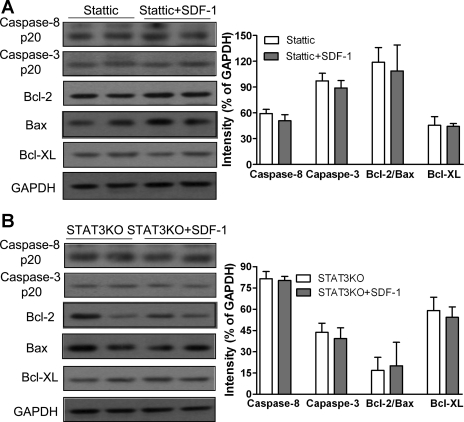 A
Stattic Stattic+SDF-1
Caspase-8
p20
Caspase-3
p20
Bcl-2
Bax
Bcl-XL
GAPDH
Intensity (% of GAPDH)
150
120
90
60
30
0
Stattic
Stattic+SDF-1
Caspase-8 Capaspe-3 Bcl-2/Bax Bcl-XL
B
STAT3KO STAT3KO+SDF-1
Caspase-8
p20
Caspase-3
p20
Bcl-2
Bax
Bcl-XL
GAPDH
Intensity (% of GAPDH)
90
75
60
45
30
15
0
STAT3KO
STAT3KO+SDF-1
Caspase-8 Capaspe-3 Bcl-2/Bax Bcl-XL